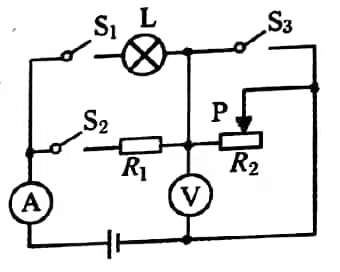 S₁ L S₃
S₂ P
R₁ R₂
A V